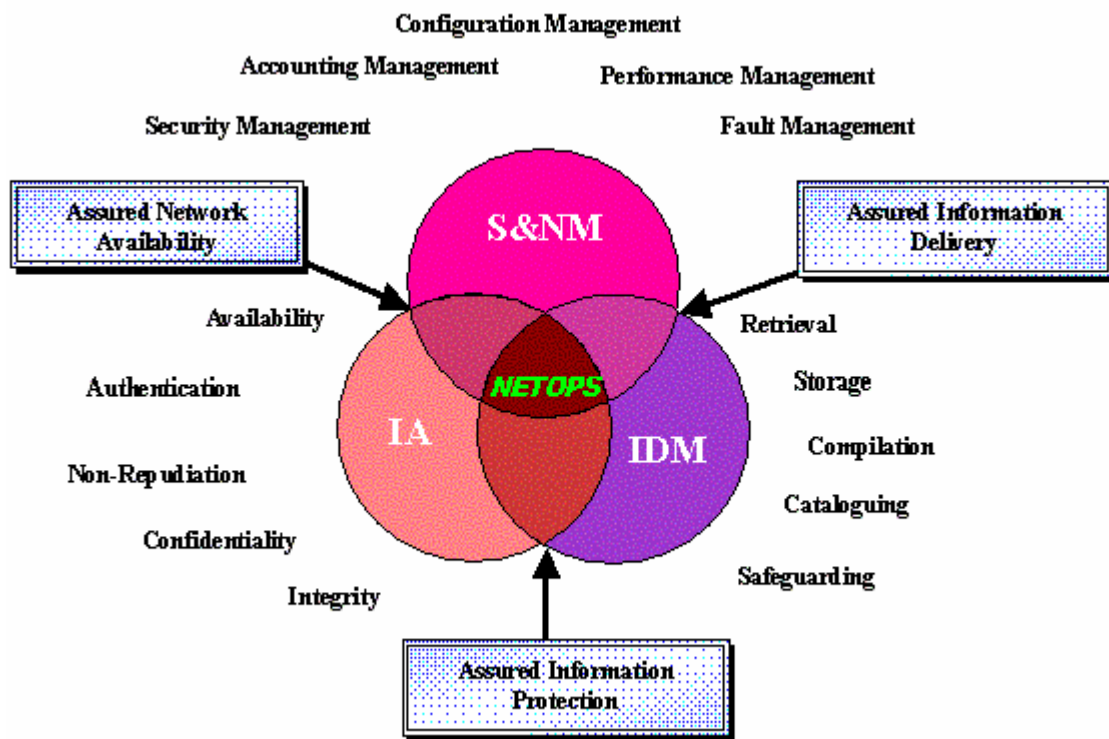 Configuration Management
Accounting Management
Performance Management
Security Management
Fault Management
Assured Network
Availability
Assured Information
Delivery
S&NM
Availability
Retrieval
Authentication
NETOPS
Storage
IA
IDM
Compilation
Non-Repudiation
Cataloguing
Confidentiality
Safeguarding
Integrity
Assured Information
Protection